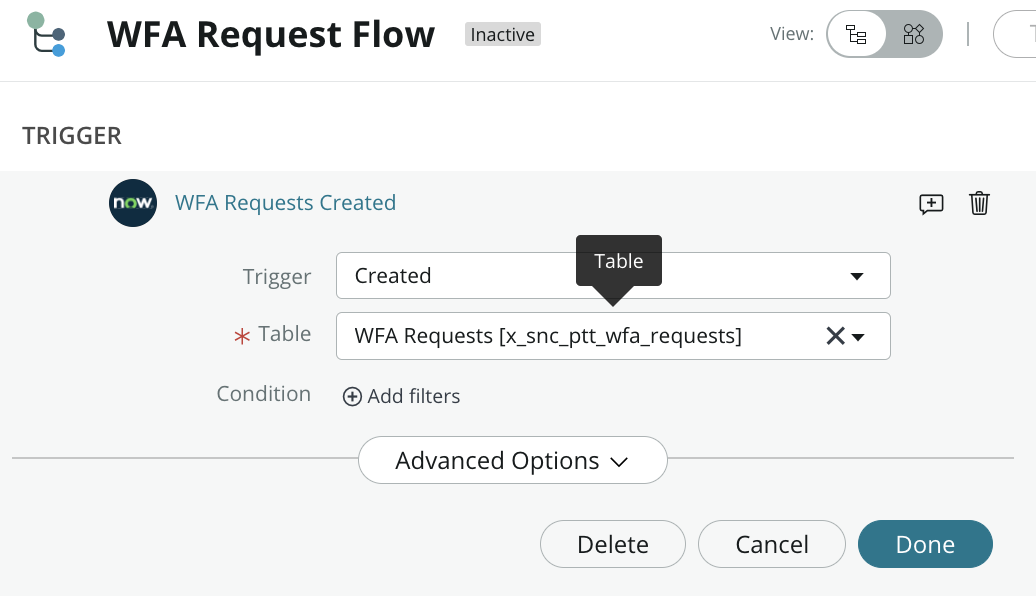 WFA Request Flow
Inactive
View:
TRIGGER
now
WFA Requests Created
Trigger
Created
Table
* Table
WFA Requests [x_snc_ptt_wfa_requests]
Condition
Add filters
Advanced Options
Delete
Cancel
Done